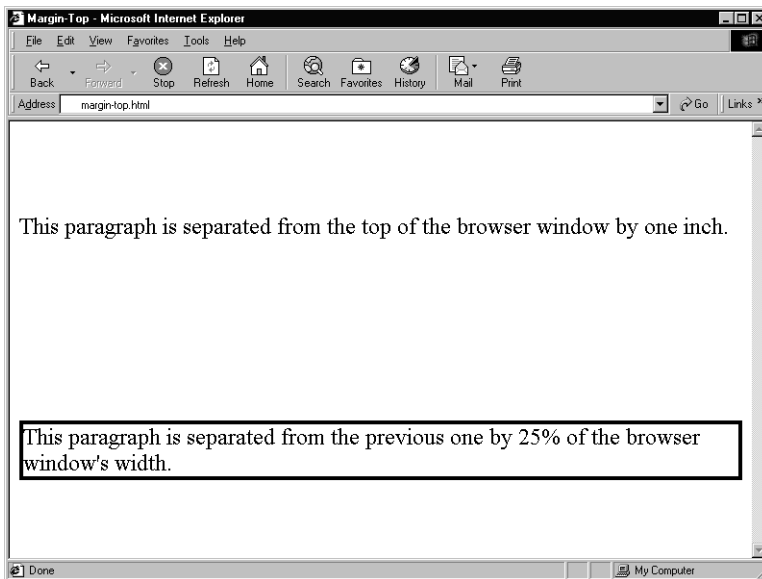 Margin-Top - Microsoft Internet Explorer
File Edit View Favorites Tools Help
Back Forward Stop Refresh Home Search Favorites History Mail Print
Address margin-top.html Go Links »
This paragraph is separated from the top of the browser window by one inch.
This paragraph is separated from the previous one by 25% of the browser
window's width.
Done My Computer